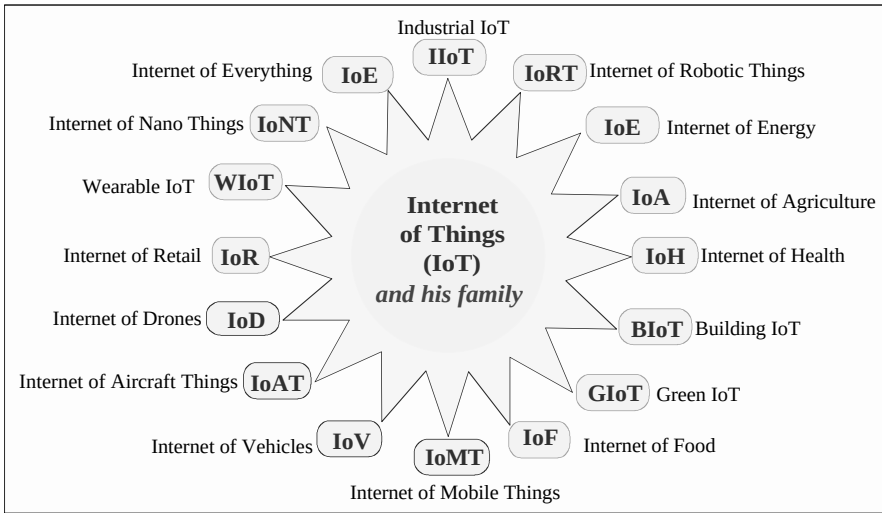 Industrial IoT
IIoT
Internet of Everything
IoE
IoRT
Internet of Robotic Things
Internet of Nano Things
IoNT
IoE
Internet of Energy
Wearable IoT
WIoT
IoA
Internet of Agriculture
Internet
of Things
(IoT)
and his family
Internet of Retail
IoR
IoH
Internet of Health
Internet of Drones
IoD
BIoT
Building IoT
Internet of Aircraft Things
IoAT
GIoT
Green IoT
Internet of Vehicles
IoV
IoF
Internet of Food
IoMT
Internet of Mobile Things